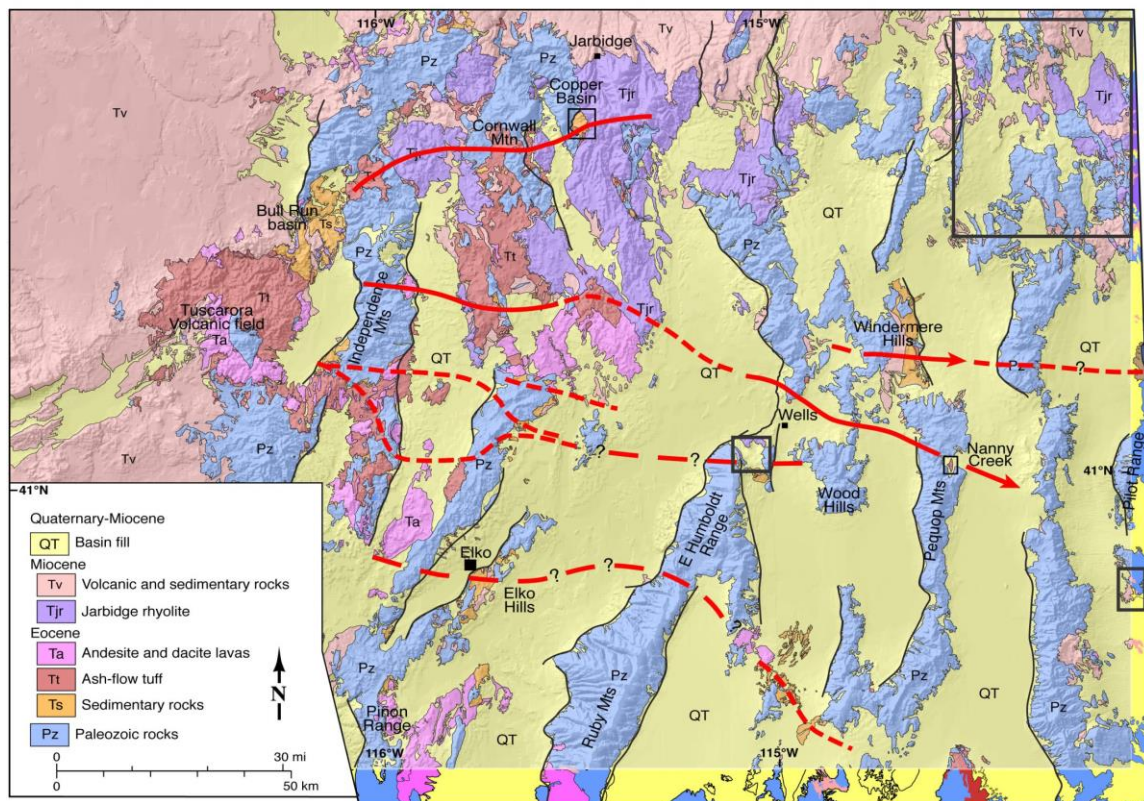 116°W
115°W
Tv
Jarbidge
Tv
Pz
Pz
Copper
Basin
Tjr
Tjr
Tv
Cornwall
Mtn
Tjr
Tjr
QT
Bull Run
basin
Ts
Pz
Pz
Tt
Tt
Tuscarora
Volcanic field
Ta
Independence
Mts
QT
Tjr
Windermere
Hills
QT
QT
?
Pz
Wells
Pz
Pz
Tv
?
?
Nanny
Creek
41°N
41°N
Wood
Hills
Pequop Mts
Pilot Range
Ta
E Humboldt
Range
Elko
?
?
Elko
Hills
?
Pz
Pz
Pz
Pz
Ruby Mts
QT
QT
Piñon
Range
QT
116°W
115°W
Quaternary-Miocene
QT Basin fill
Miocene
Tv Volcanic and sedimentary rocks
Tjr Jarbidge rhyolite
Eocene
Ta Andesite and dacite lavas
Tt Ash-flow tuff
Ts Sedimentary rocks
Pz Paleozoic rocks
N
0 30 mi
0 50 km